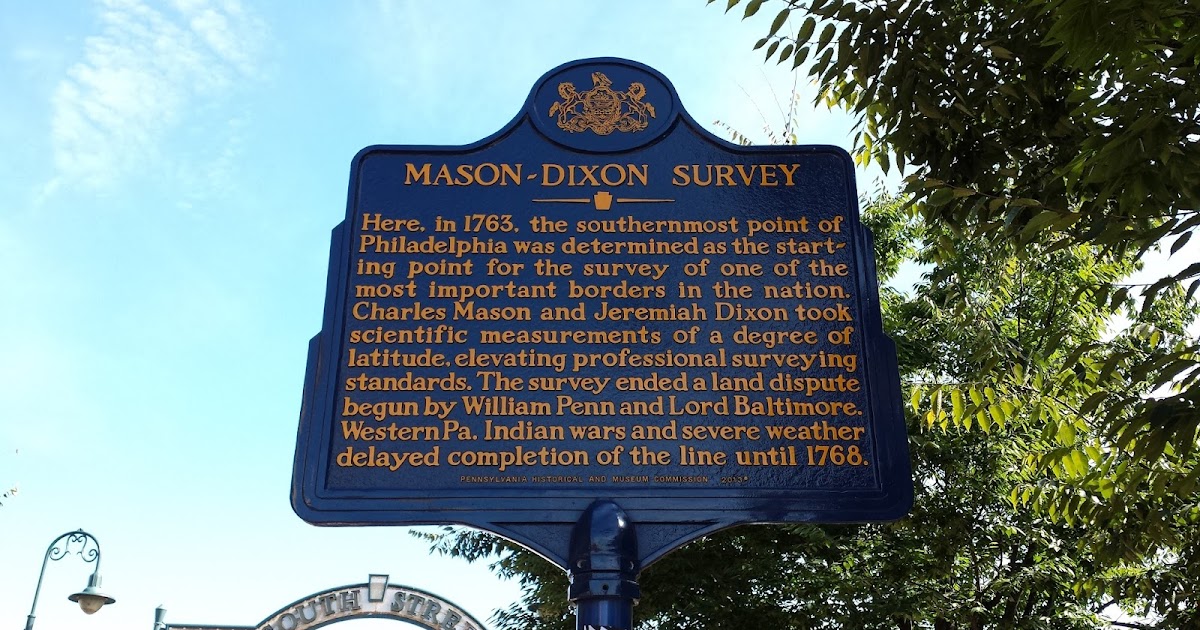 MASON-DIXON SURVEY
Here, in 1763, the southernmost point of
Philadelphia was determined as the start-
ing point for the survey of one of the
most important borders in the nation.
Charles Mason and Jeremiah Dixon took
scientific measurements of a degree of
latitude, elevating professional surveying
standards. The survey ended a land dispute
begun by William Penn and Lord Baltimore.
Western Pa. Indian wars and severe weather
delayed completion of the line until 1768.
PENNSYLVANIA HISTORICAL AND MUSEUM COMMISSION 2013
SOUTH STREET